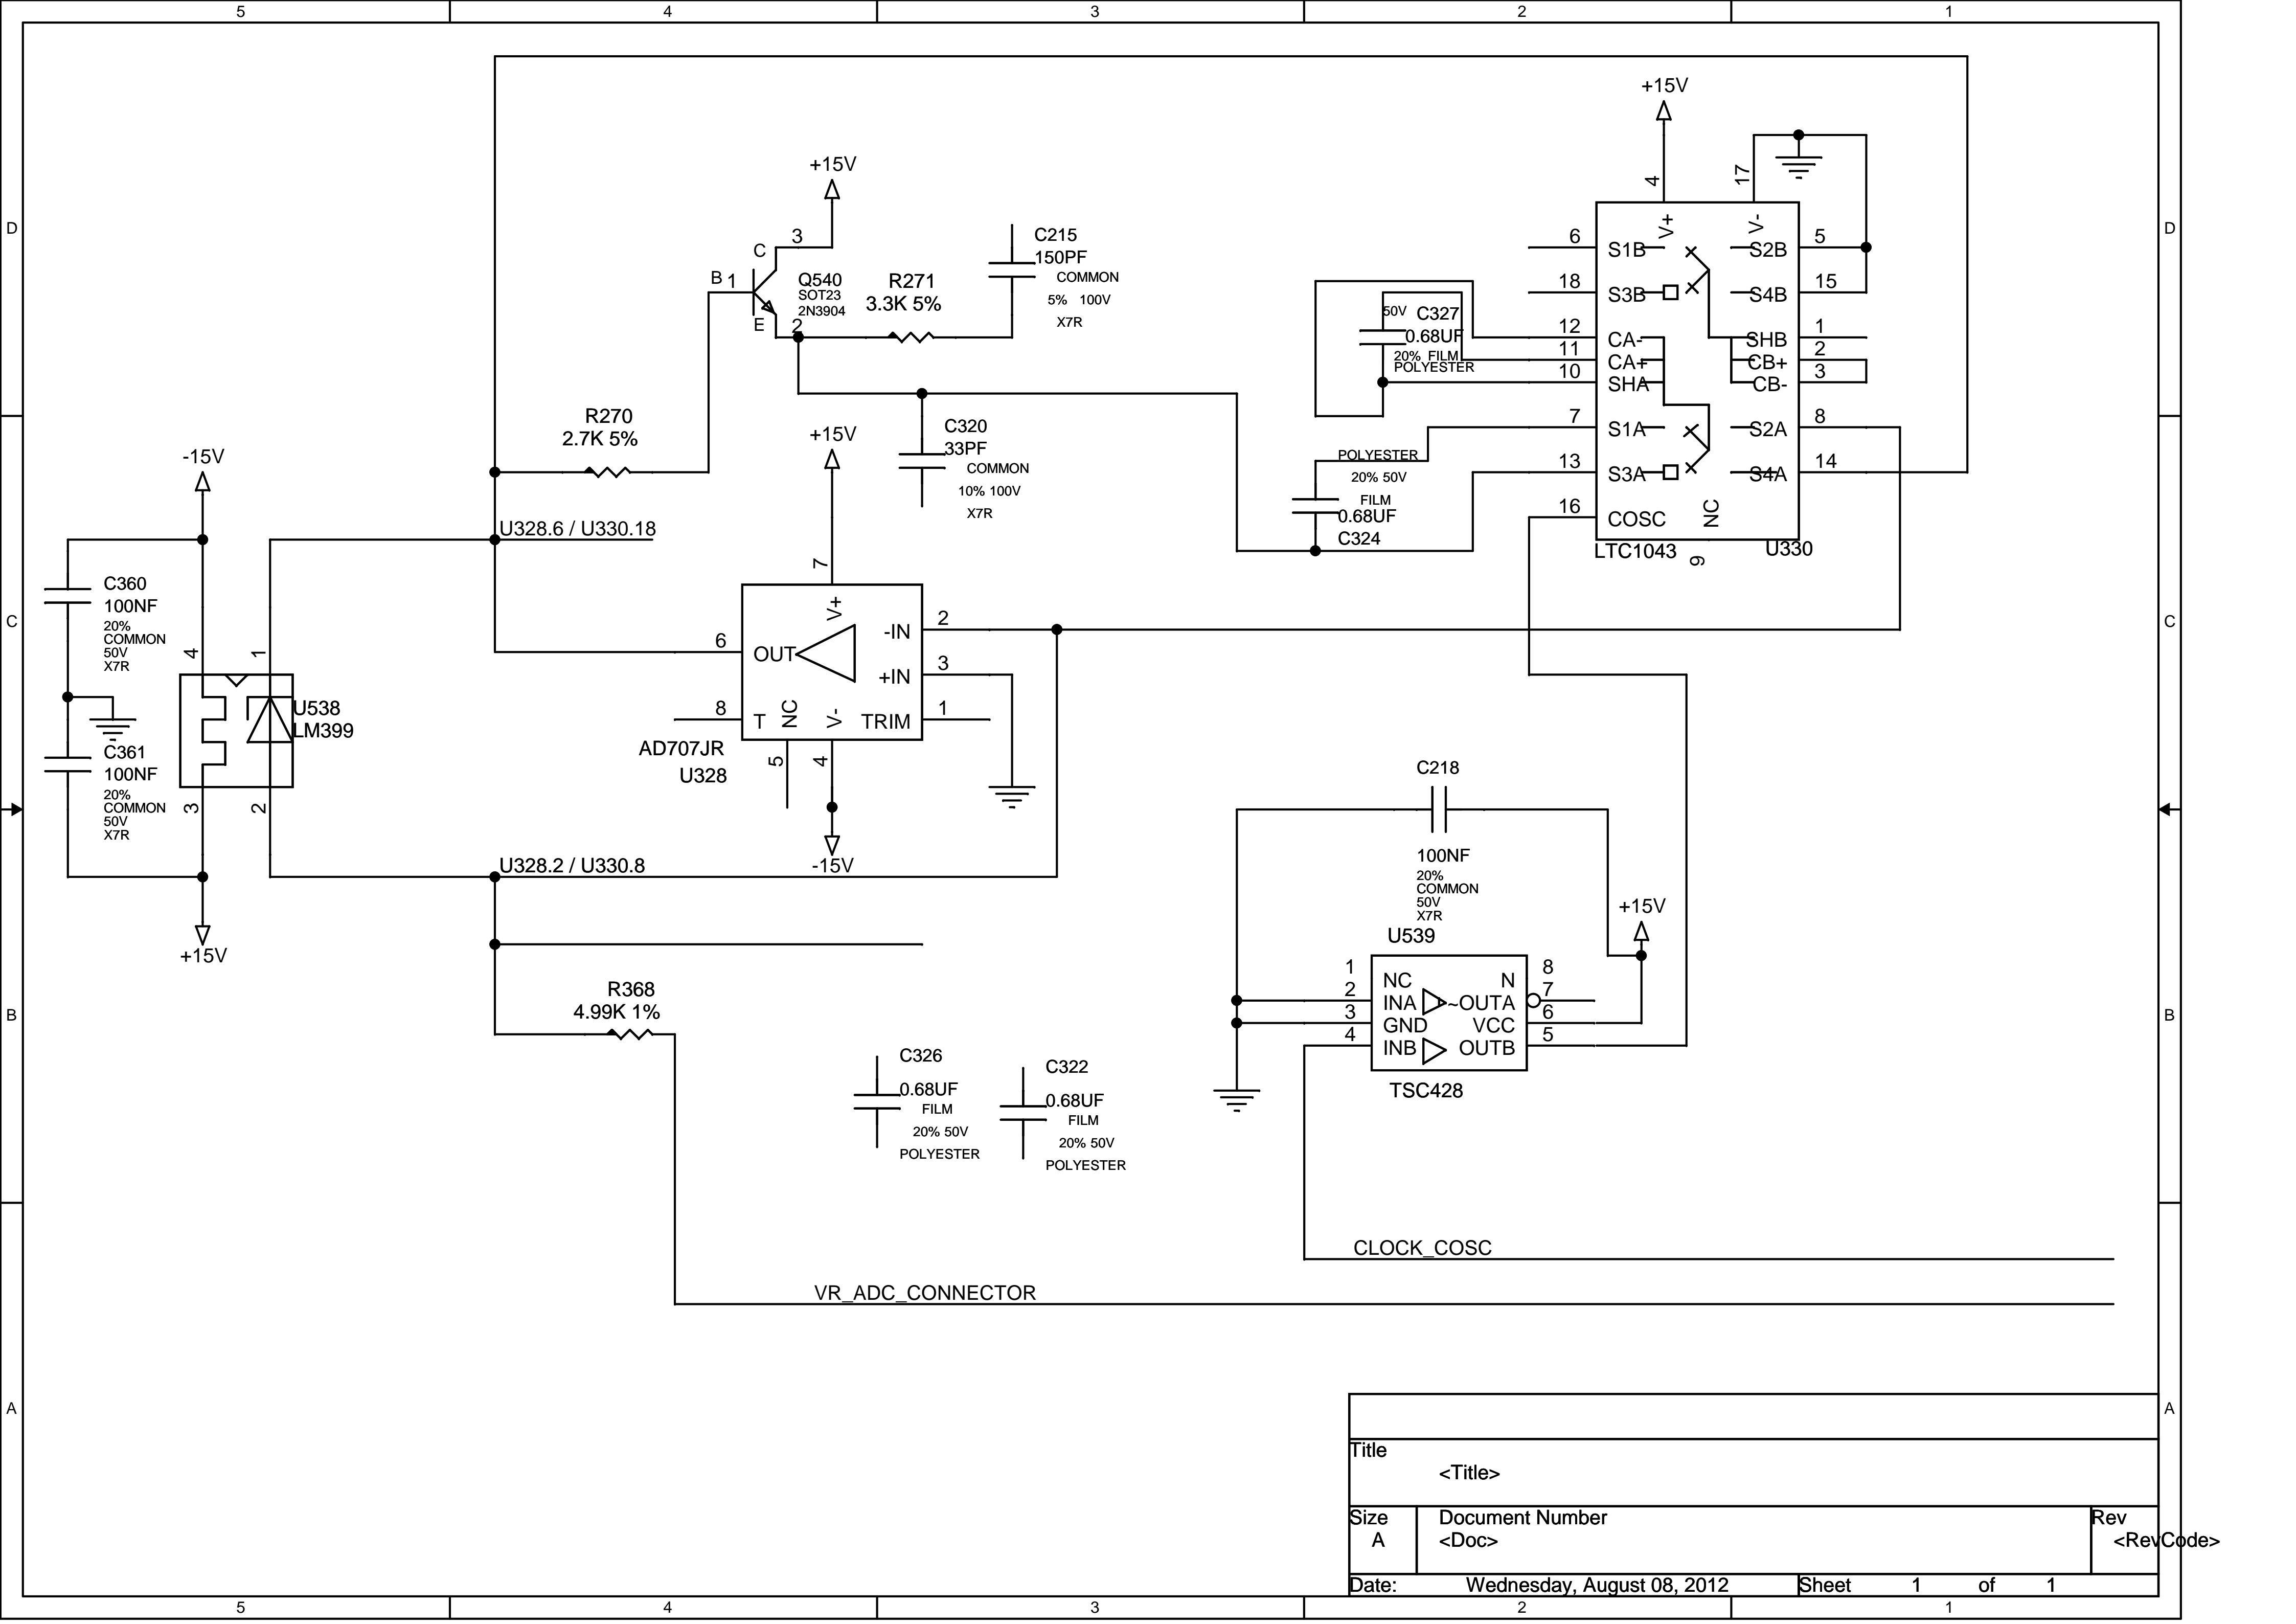 5 4 3 2 1
D
C
B
A
+15V
+15V
C 3
B 1
E 2
Q540
SOT23
2N3904
R271
3.3K 5%
C215
150PF
COMMON
5% 100V
X7R
R270
2.7K 5%
+15V
C320
33PF
COMMON
10% 100V
X7R
50V C327
0.68UF
20% FILM
POLYESTER
POLYESTER
20% 50V
FILM
0.68UF
C324
4 17
V+ V-
6 S1B S2B 5
18 S3B S4B 15
12 CA- SHB 1
11 CA+ CB+ 2
10 SHA CB- 3
7 S1A S2A 8
13 S3A S4A 14
16 COSC NC
9
LTC1043 U330
-15V
U328.6 / U330.18
C360
100NF
20%
COMMON
50V
X7R
4 1
U538
LM399
C361
100NF
20%
COMMON
50V
X7R
3 2
+15V
7
V+
-IN 2
6 OUT
+IN 3
8 T NC V- TRIM 1
AD707JR
U328
5 4
-15V
U328.2 / U330.8
R368
4.99K 1%
C326
0.68UF
FILM
20% 50V
POLYESTER
C322
0.68UF
FILM
20% 50V
POLYESTER
C218
100NF
20%
COMMON
50V
X7R
+15V
U539
1 NC N 8
2 INA ~OUTA 7
3 GND VCC 6
4 INB OUTB 5
TSC428
CLOCK_COSC
VR_ADC_CONNECTOR
Title
<Title>
Size
A
Document Number
<Doc>
Rev
<RevCode>
Date: Wednesday, August 08, 2012 Sheet 1 of 1
D
C
B
A
5 4 3 2 1